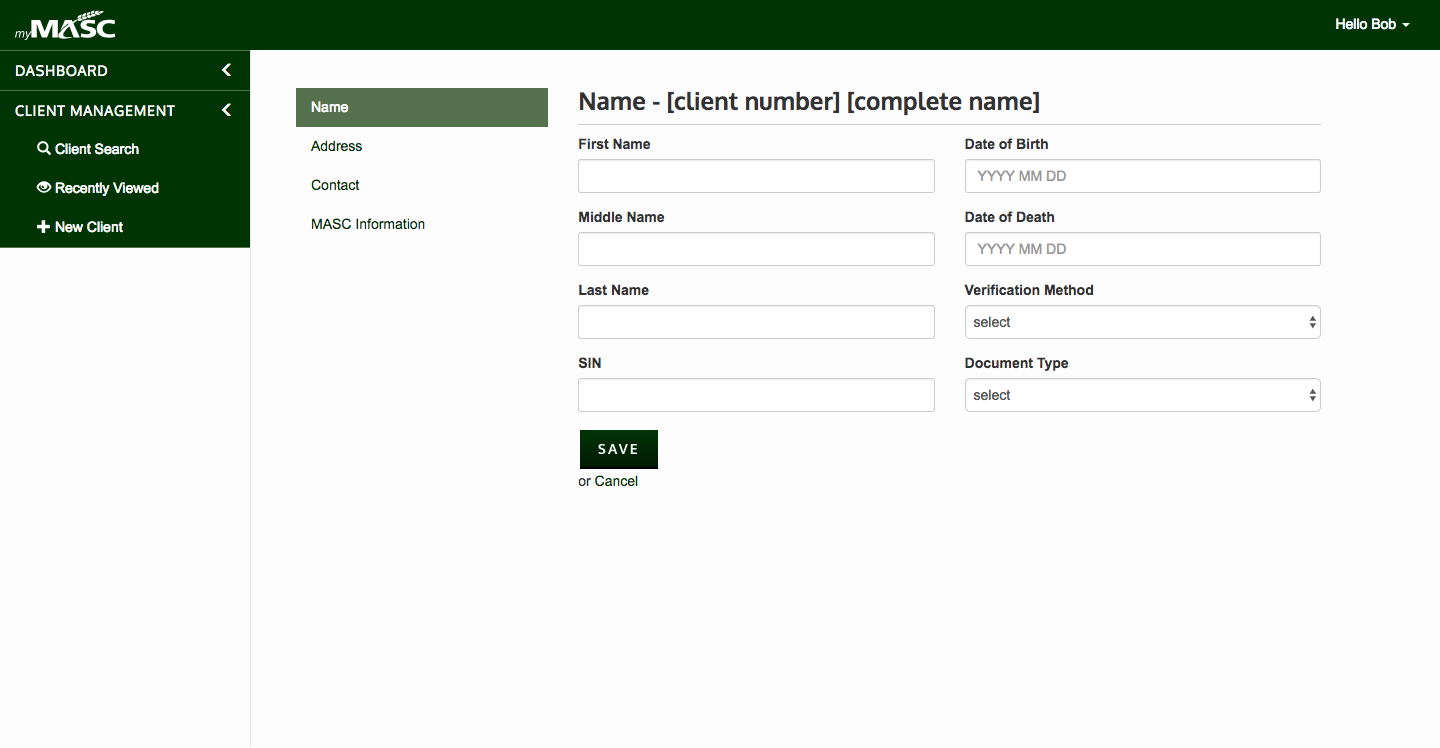 myMASC
Hello Bob
DASHBOARD
CLIENT MANAGEMENT
Client Search
Recently Viewed
New Client
Name
Address
Contact
MASC Information
Name - [client number] [complete name]
First Name
Date of Birth
YYYY MM DD
Middle Name
Date of Death
YYYY MM DD
Last Name
Verification Method
select
SIN
Document Type
select
SAVE
or Cancel